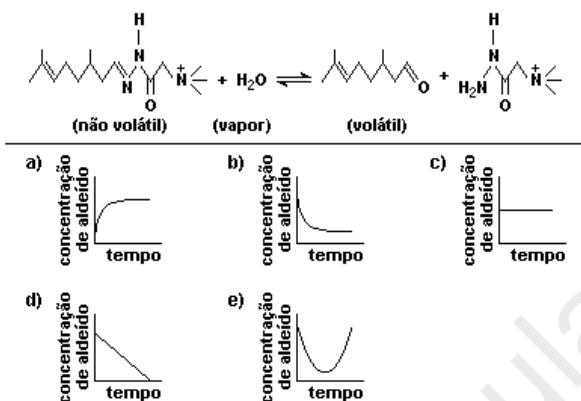 H
N
N
O
N+
+ H₂O ⇌
O
+
H
N
H₂N
O
N+
(não volátil) (vapor) (volátil)
a) concentração de aldeído tempo
b) concentração de aldeído tempo
c) concentração de aldeído tempo
d) concentração de aldeído tempo
e) concentração de aldeído tempo